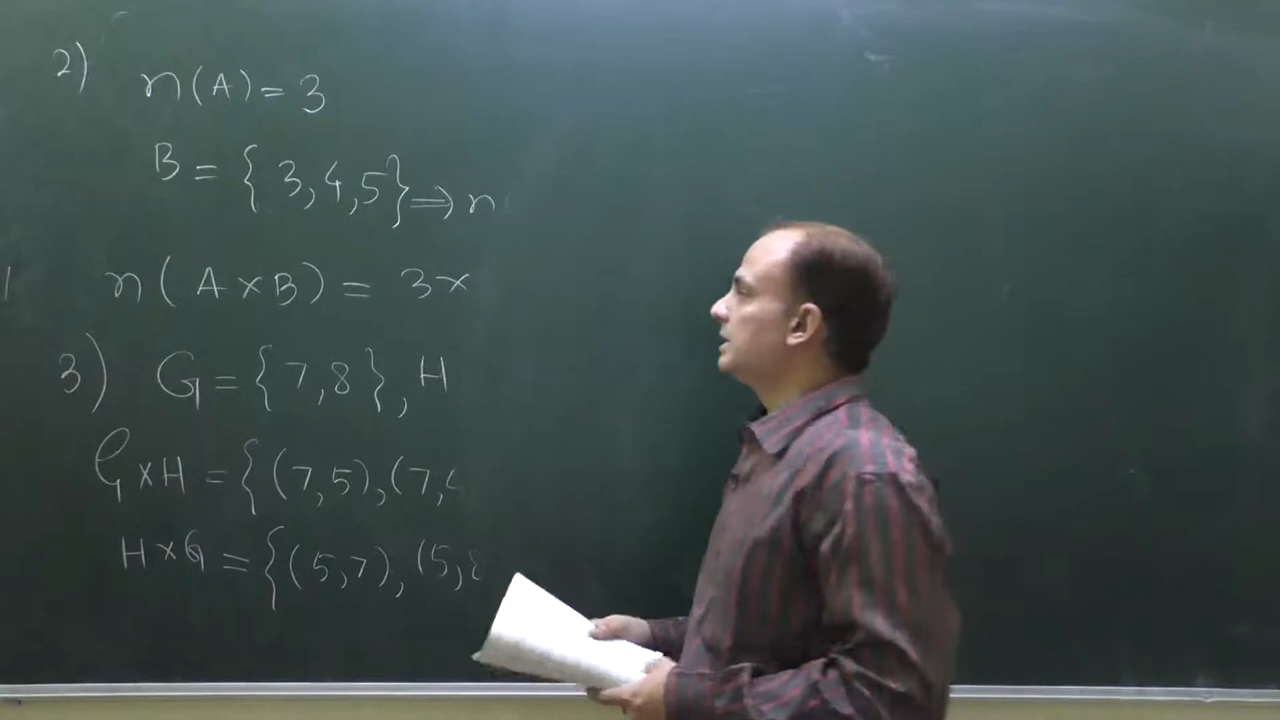 2) n(A) = 3
B = {3,4,5} ⇒ n
n(A×B) = 3×
3) G = {7,8}, H
G×H = {(7,5),(7,
H×G = {(5,7),(5,